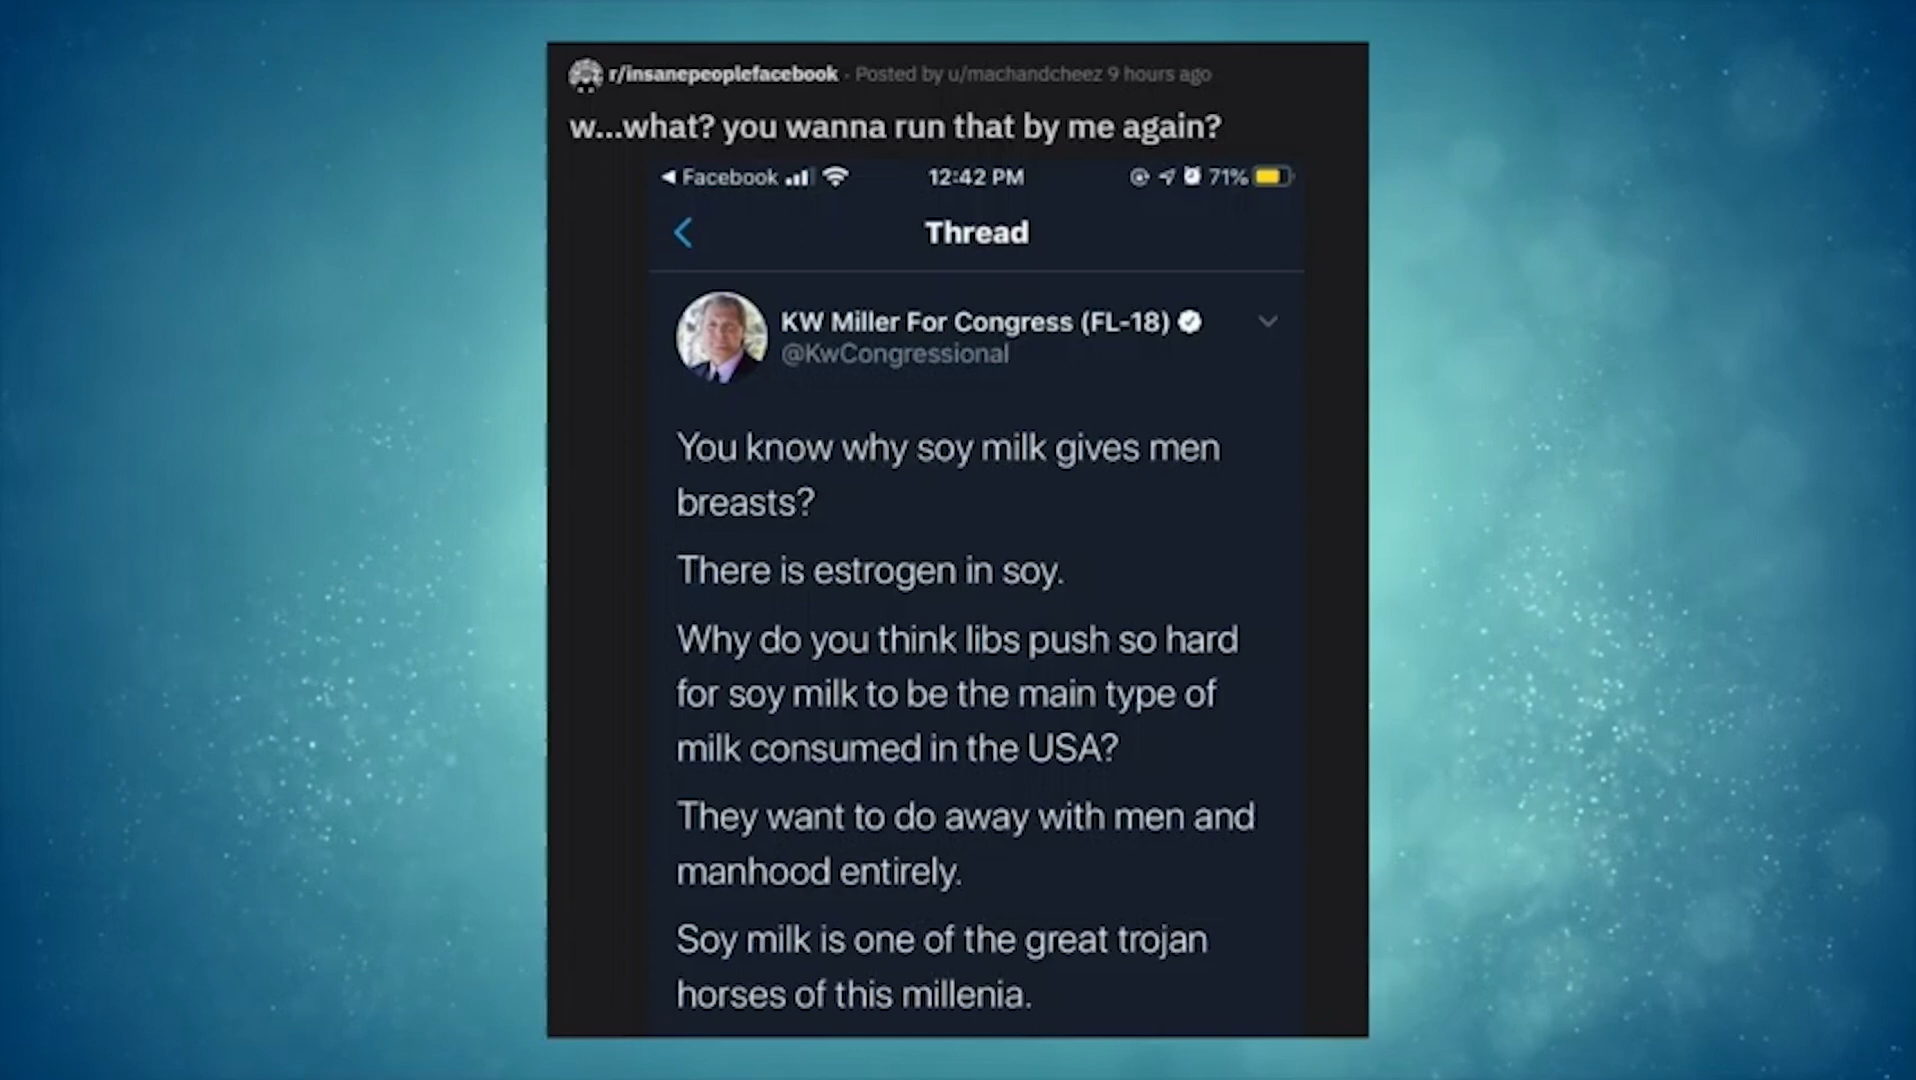 r/insanepeoplefacebook · Posted by u/machandcheez 9 hours ago
w...what? you wanna run that by me again?
Facebook 12:42 PM 71%
Thread
KW Miller For Congress (FL-18)
@KwCongressional
You know why soy milk gives men
breasts?
There is estrogen in soy.
Why do you think libs push so hard
for soy milk to be the main type of
milk consumed in the USA?
They want to do away with men and
manhood entirely.
Soy milk is one of the great trojan
horses of this millenia.